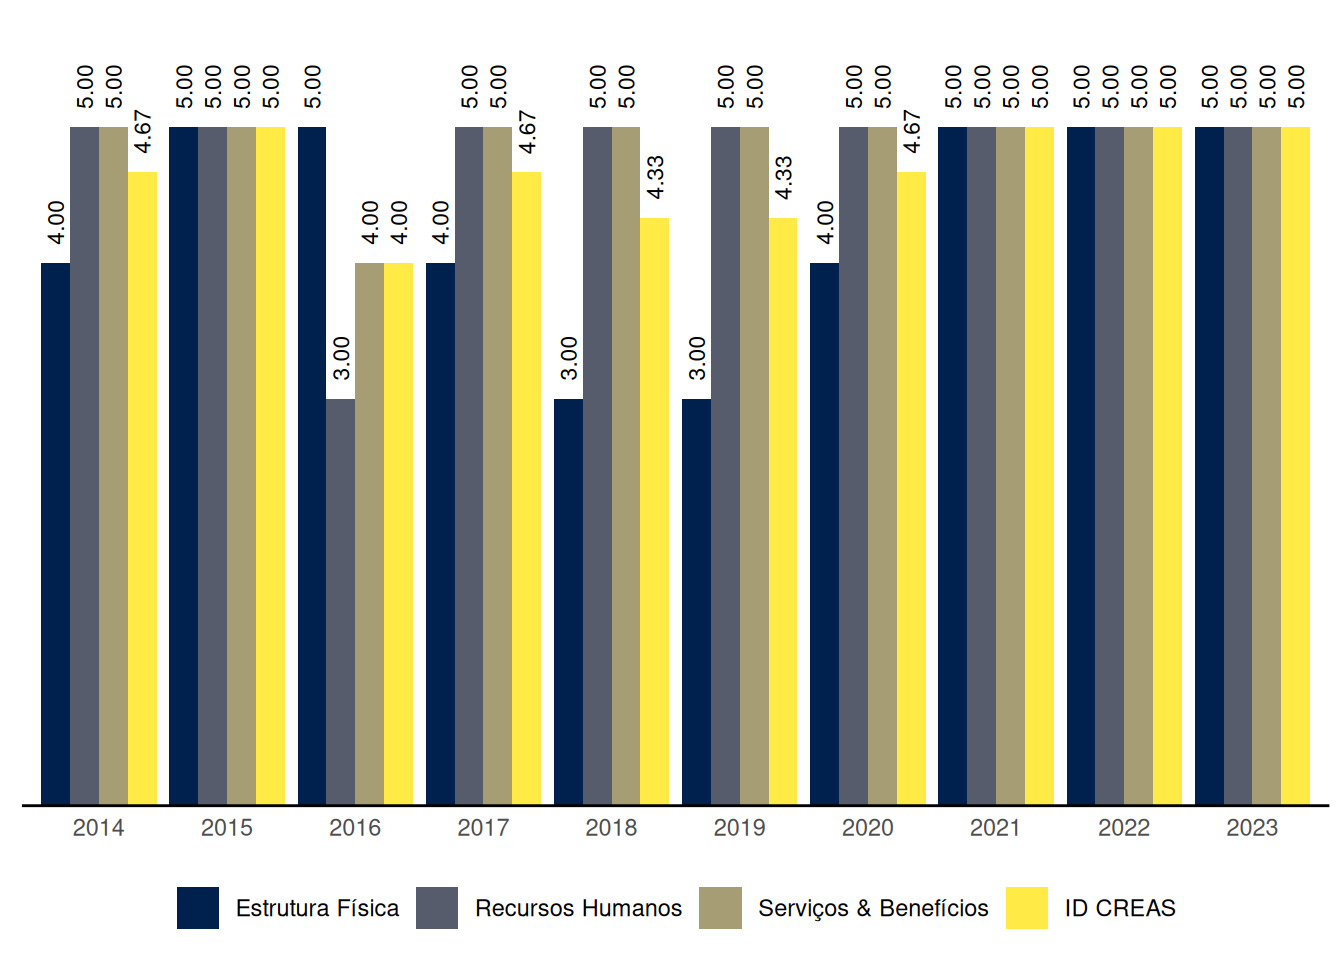 4.00 5.00 5.00 4.67 5.00 5.00 5.00 5.00 5.00 3.00 4.00 4.00 4.00 5.00 5.00 4.67 3.00 5.00 5.00 4.33 3.00 5.00 5.00 4.33 4.00 5.00 5.00 4.67 5.00 5.00 5.00 5.00 5.00 5.00 5.00 5.00 5.00 5.00 5.00 5.00
2014 2015 2016 2017 2018 2019 2020 2021 2022 2023
Estrutura Física Recursos Humanos Serviços & Benefícios ID CREAS